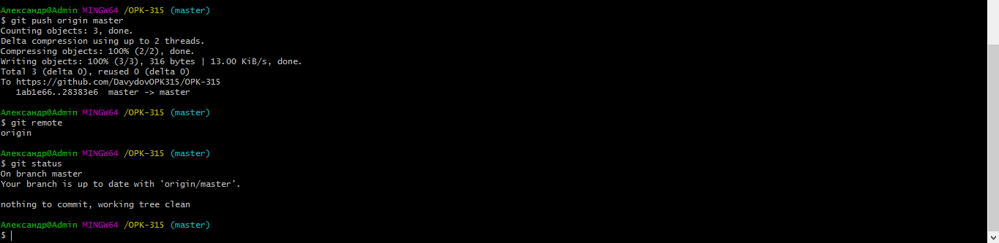 Александр@Admin MINGW64 /OPK-315 (master)
$ git push origin master
Counting objects: 3, done.
Delta compression using up to 2 threads.
Compressing objects: 100% (2/2), done.
Writing objects: 100% (3/3), 316 bytes | 13.00 KiB/s, done.
Total 3 (delta 0), reused 0 (delta 0)
To https://github.com/DavydovOPK315/OPK-315
   1ab1e66..28383e6  master -> master
Александр@Admin MINGW64 /OPK-315 (master)
$ git remote
origin
Александр@Admin MINGW64 /OPK-315 (master)
$ git status
On branch master
Your branch is up to date with 'origin/master'.
nothing to commit, working tree clean
Александр@Admin MINGW64 /OPK-315 (master)
$